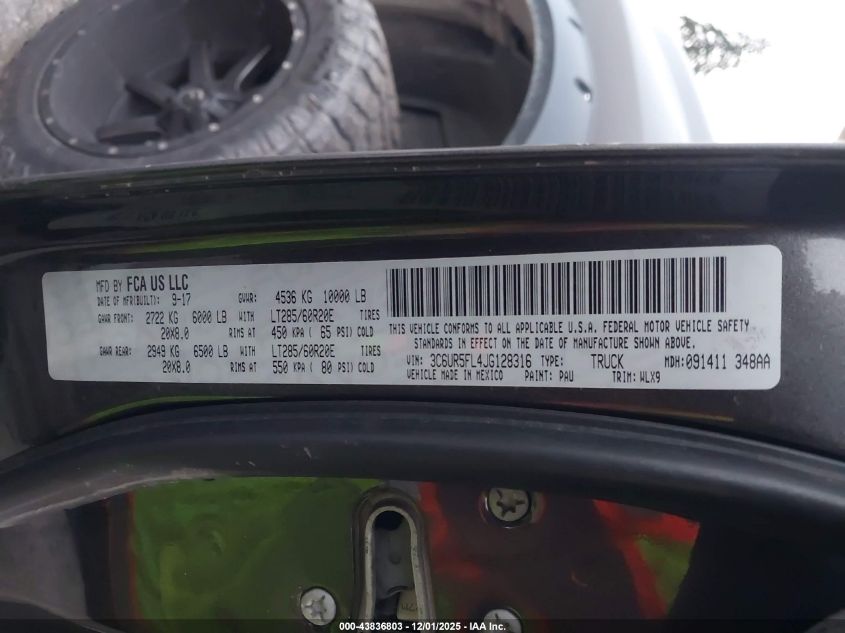 MFD BY FCA US LLC
DATE OF MFR(BUILT): 9-17 GVWR: 4536 KG 10000 LB
GAWR FRONT: 2722 KG 6000 LB WITH LT285/60R20E TIRES
20X8.0 RIMS AT 450 KPA ( 65 PSI) COLD
GAWR REAR: 2949 KG 6500 LB WITH LT285/60R20E TIRES
20X8.0 RIMS AT 550 KPA ( 80 PSI) COLD
THIS VEHICLE CONFORMS TO ALL APPLICABLE U.S.A. FEDERAL MOTOR VEHICLE SAFETY
STANDARDS IN EFFECT ON THE DATE OF MANUFACTURE SHOWN ABOVE.
VIN: 3C6UR5FL4JG128316 TYPE: TRUCK MDH:091411 348AA
VEHICLE MADE IN MEXICO PAINT: PAU TRIM: WLX9
000-43836803 - 12/01/2025 - IAA, Inc.